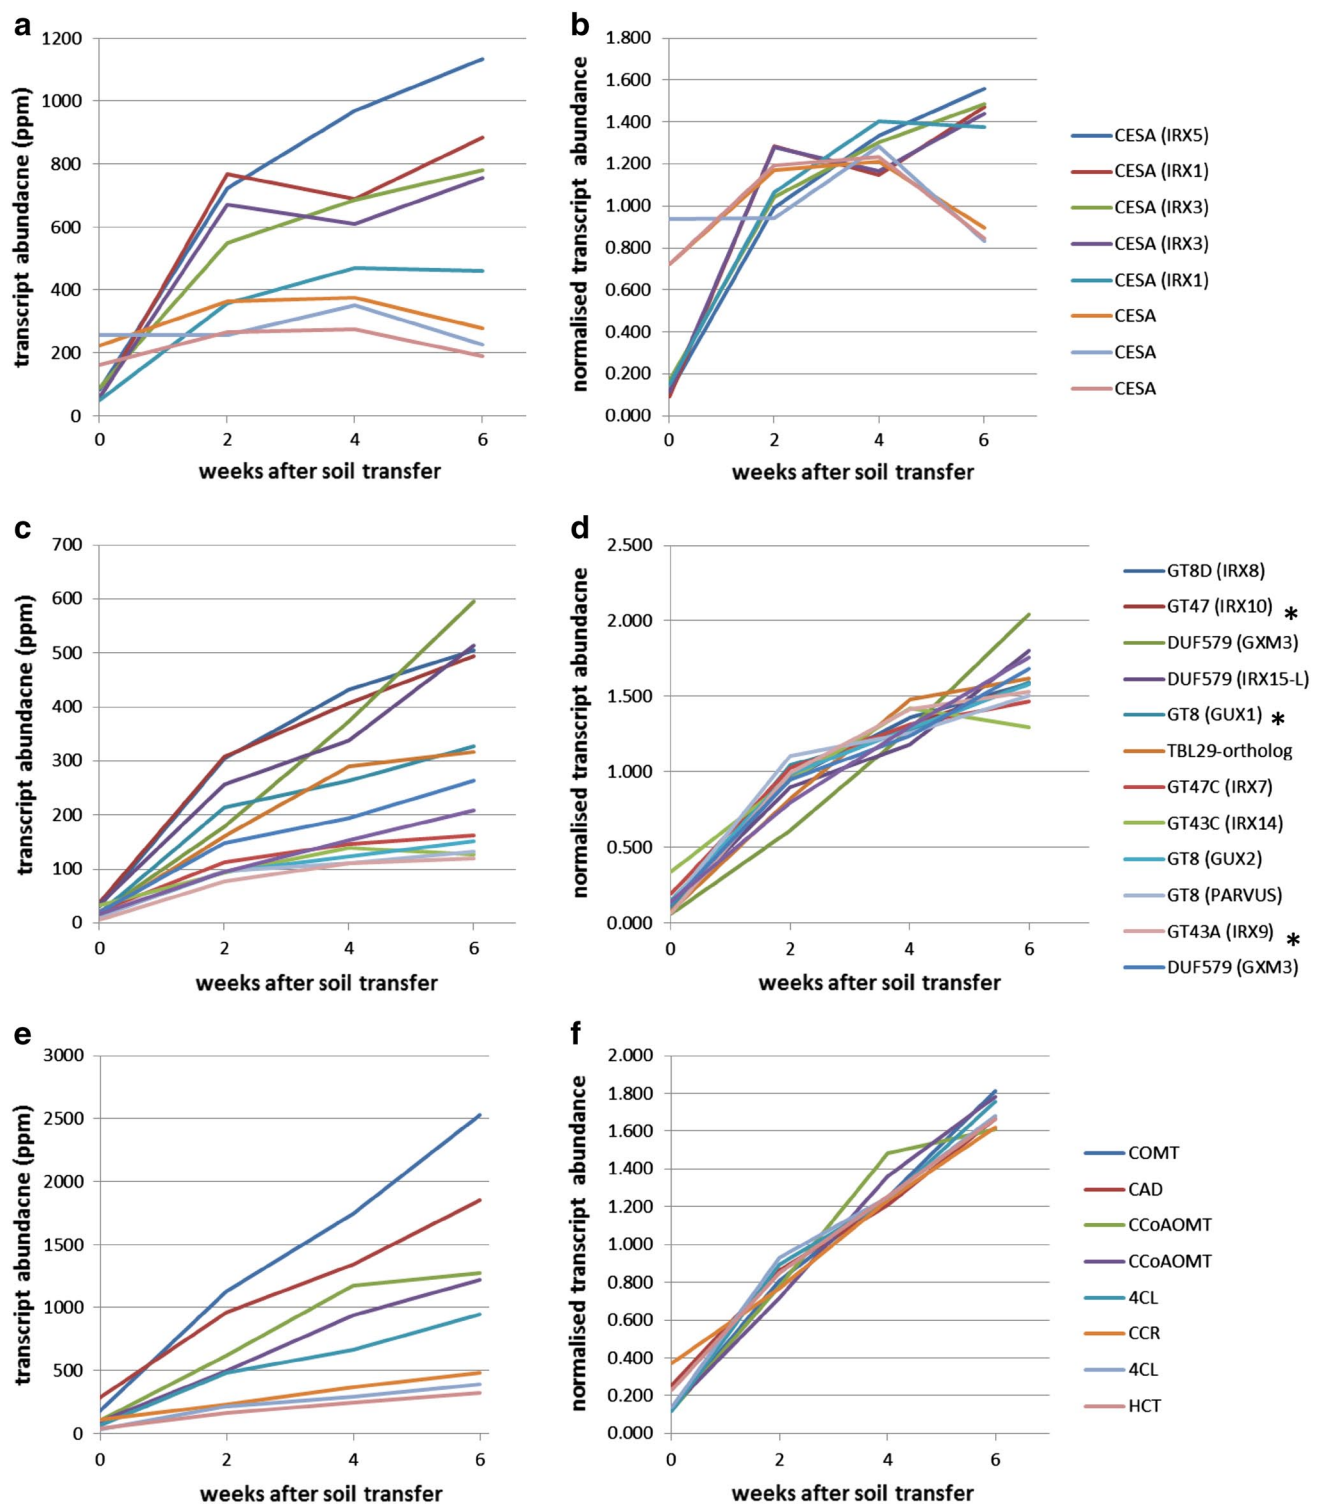 a
transcript abundacne (ppm)
1200
1000
800
600
400
200
0
0 2 4 6
weeks after soil transfer
b
normalised transcript abundance
1.800
1.600
1.400
1.200
1.000
0.800
0.600
0.400
0.200
0.000
0 2 4 6
weeks after soil transfer
CESA (IRX5)
CESA (IRX1)
CESA (IRX3)
CESA (IRX3)
CESA (IRX1)
CESA
CESA
CESA
c
transcript abundacne (ppm)
700
600
500
400
300
200
100
0
0 2 4 6
weeks after soil transfer
d
normalised transcript abundacne
2.500
2.000
1.500
1.000
0.500
0.000
0 2 4 6
weeks after soil transfer
GT8D (IRX8)
GT47 (IRX10) *
DUF579 (GXM3)
DUF579 (IRX15-L)
GT8 (GUX1) *
TBL29-ortholog
GT47C (IRX7)
GT43C (IRX14)
GT8 (GUX2)
GT8 (PARVUS)
GT43A (IRX9) *
DUF579 (GXM3)
e
transcript abundacne (ppm)
3000
2500
2000
1500
1000
500
0
0 2 4 6
weeks after soil transfer
f
normalised transcript abundance
2.000
1.800
1.600
1.400
1.200
1.000
0.800
0.600
0.400
0.200
0.000
0 2 4 6
weeks after soil transfer
COMT
CAD
CCoAOMT
CCoAOMT
4CL
CCR
4CL
HCT